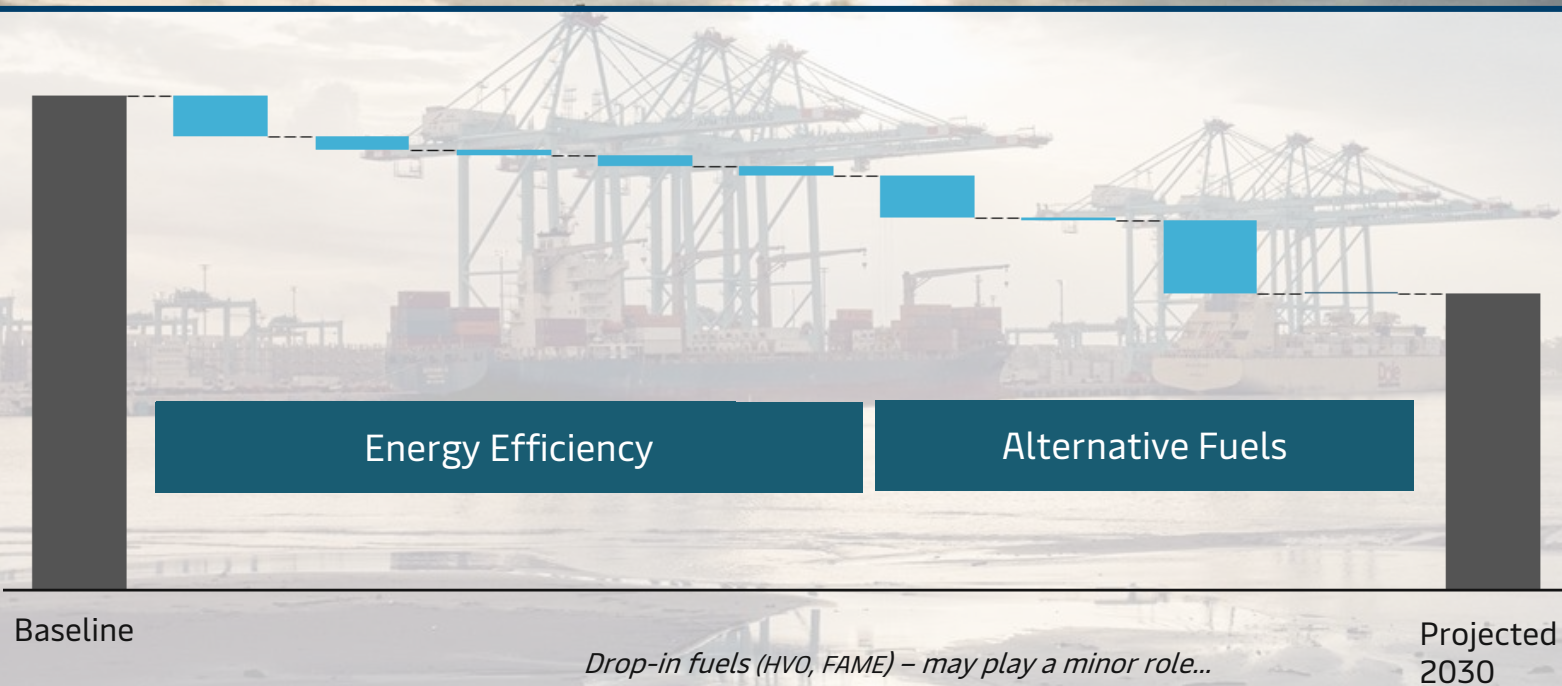 Energy Efficiency
Alternative Fuels
Baseline
Projected
2030
Drop-in fuels (HVO, FAME) – may play a minor role...